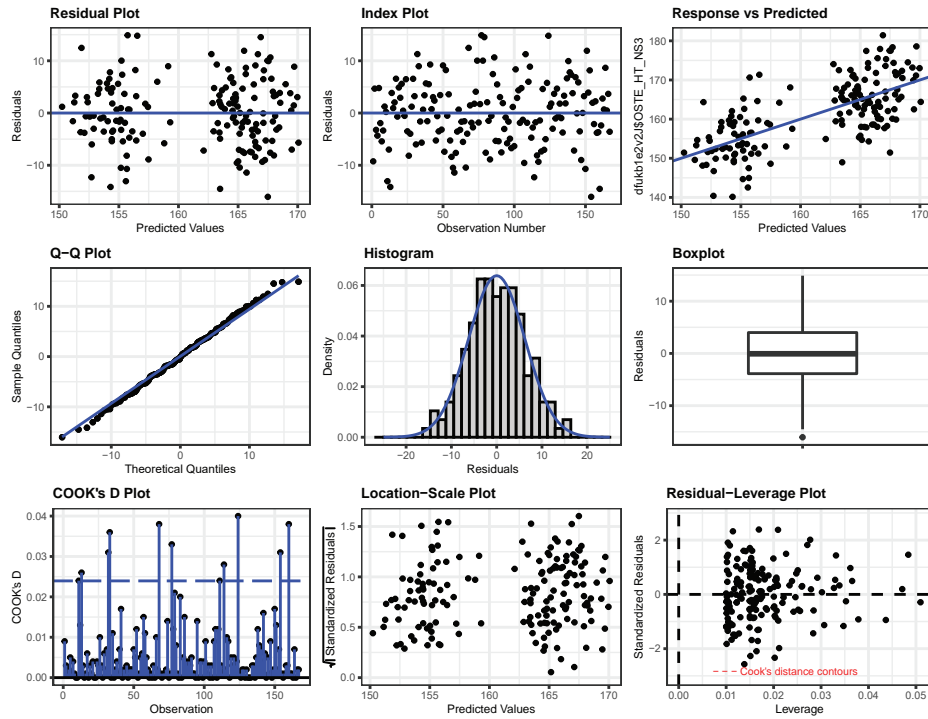 Residual Plot
Residuals
10
0
−10
150
155
160
165
170
Predicted Values
Index Plot
Residuals
10
0
−10
0
50
100
150
Observation Number
Response vs Predicted
dfukb1e2v2J$OSTE_HT_NS3
180
170
160
150
140
150
155
160
165
170
Predicted Values
Q−Q Plot
Sample Quantiles
10
0
−10
−10
0
10
Theoretical Quantiles
Histogram
Density
0.06
0.04
0.02
0.00
−20
−10
0
10
20
Residuals
Boxplot
Residuals
10
0
−10
COOK's D Plot
COOK's D
0.04
0.03
0.02
0.01
0.00
0
50
100
150
Observation
Location−Scale Plot
√|Standardized Residuals|
1.5
1.0
0.5
0.0
150
155
160
165
170
Predicted Values
Residual−Leverage Plot
Standardized Residuals
2
0
−2
Cook's distance contours
0.00
0.01
0.02
0.03
0.04
0.05
Leverage